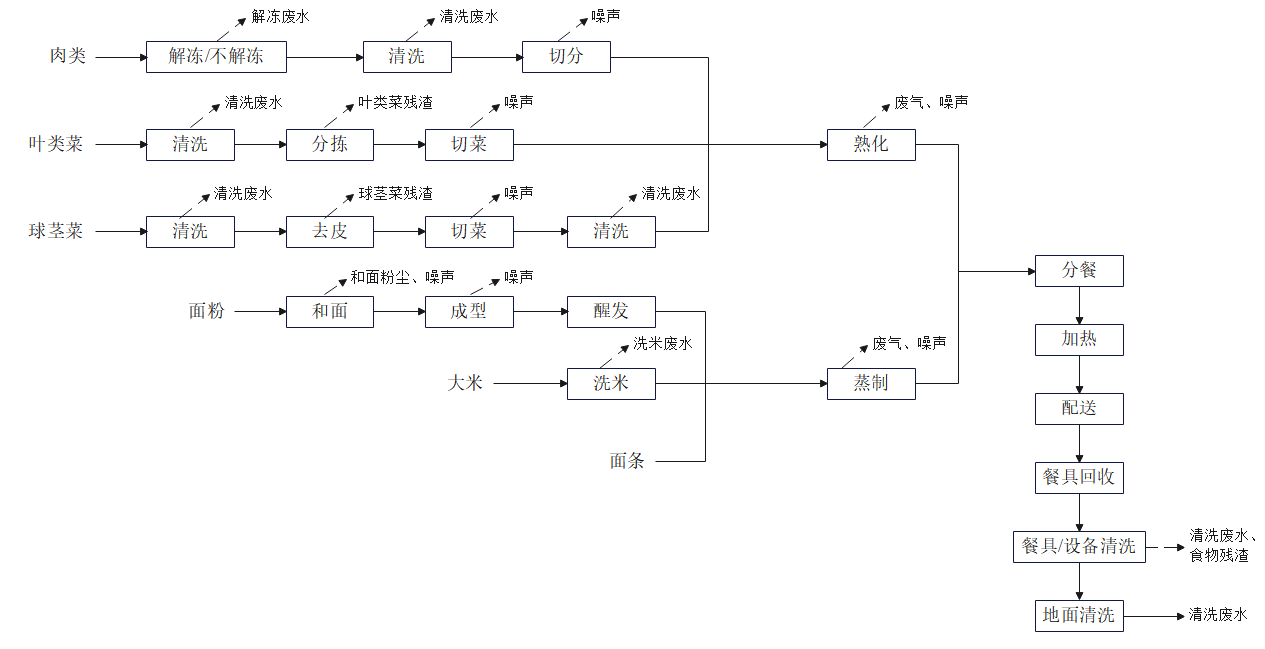 解冻废水
清洗废水
噪声
肉类
解冻/不解冻
清洗
切分
清洗废水
叶类菜残渣
噪声
废气、噪声
叶类菜
清洗
分拣
切菜
熟化
清洗废水
球茎菜残渣
噪声
清洗废水
球茎菜
清洗
去皮
切菜
清洗
和面粉尘、噪声
噪声
分餐
面粉
和面
成型
醒发
加热
洗米废水
废气、噪声
大米
洗米
蒸制
配送
面条
餐具回收
餐具/设备清洗
清洗废水、
食物残渣
地面清洗
清洗废水